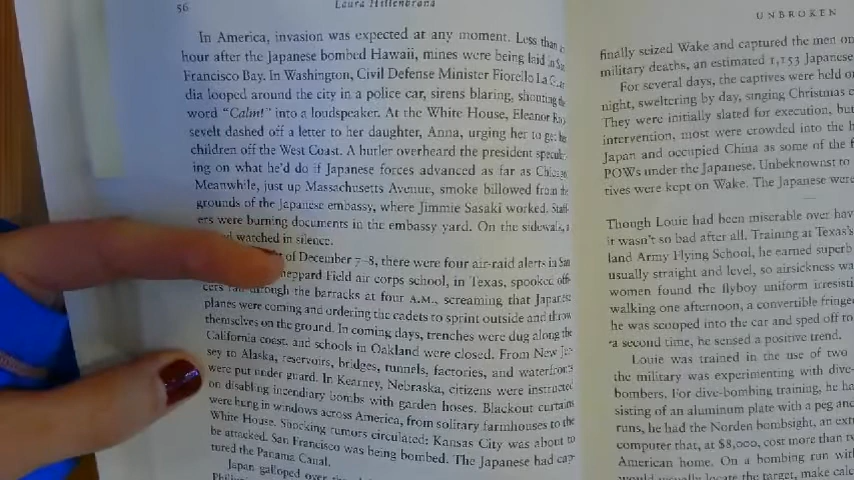 56
Laura Hillenbrand
In America, invasion was expected at any moment. Less than
hour after the Japanese bombed Hawaii, mines were being laid in San
Francisco Bay. In Washington, Civil Defense Minister Fiorello La
dia looped around the city in a police car, sirens blaring, shouting the
word "Calm!" into a loudspeaker. At the White House, Eleanor Roo
sevelt dashed off a letter to her daughter, Anna, urging her to get her
children off the West Coast. A butler overheard the president specul
ing on what he'd do if Japanese forces advanced as far as Chicago
Meanwhile, just up Massachusetts Avenue, smoke billowed from the
grounds of the Japanese embassy, where Jimmie Sasaki worked. Staff-
ers were burning documents in the embassy yard. On the sidewalk, a
watched in silence.
of December 7–8, there were four air-raid alerts in San
Sheppard Field air corps school, in Texas, spooked offi-
cers ran through the barracks at four A.M., screaming that Japanese
planes were coming and ordering the cadets to sprint outside and throw
themselves on the ground. In coming days, trenches were dug along the
California coast, and schools in Oakland were closed. From New Jer-
sey to Alaska, reservoirs, bridges, tunnels, factories, and waterfronts
were put under guard. In Kearney, Nebraska, citizens were instructed
on disabling incendiary bombs with garden hoses. Blackout curtains
were hung in windows across America, from solitary farmhouses to the
White House. Shocking rumors circulated: Kansas City was about to
be attacked. San Francisco was being bombed. The Japanese had cap-
tured the Panama Canal.
Japan galloped over the
UNBROKEN
finally seized Wake and captured the men on
military deaths, an estimated 1,153 Japanese
For several days, the captives were held o
night, sweltering by day, singing Christmas c
They were initially slated for execution, but
intervention, most were crowded into the h
Japan and occupied China as some of the f
POWs under the Japanese. Unbeknownst to
tives were kept on Wake. The Japanese were
Though Louie had been miserable over hav
it wasn't so bad after all. Training at Texas's
land Army Flying School, he earned superb
usually straight and level, so airsickness wa
women found the flyboy uniform irresisti
walking one afternoon, a convertible fringed
he was scooped into the car and sped off to
a second time, he sensed a positive trend.
Louie was trained in the use of two
the military was experimenting with dive-
bombers. For dive-bombing training, he ha
sisting of an aluminum plate with a peg an
runs, he had the Norden bombsight, an ext
computer that, at $8,000, cost more than tw
American home. On a bombing run with
would visually locate the target, make calc